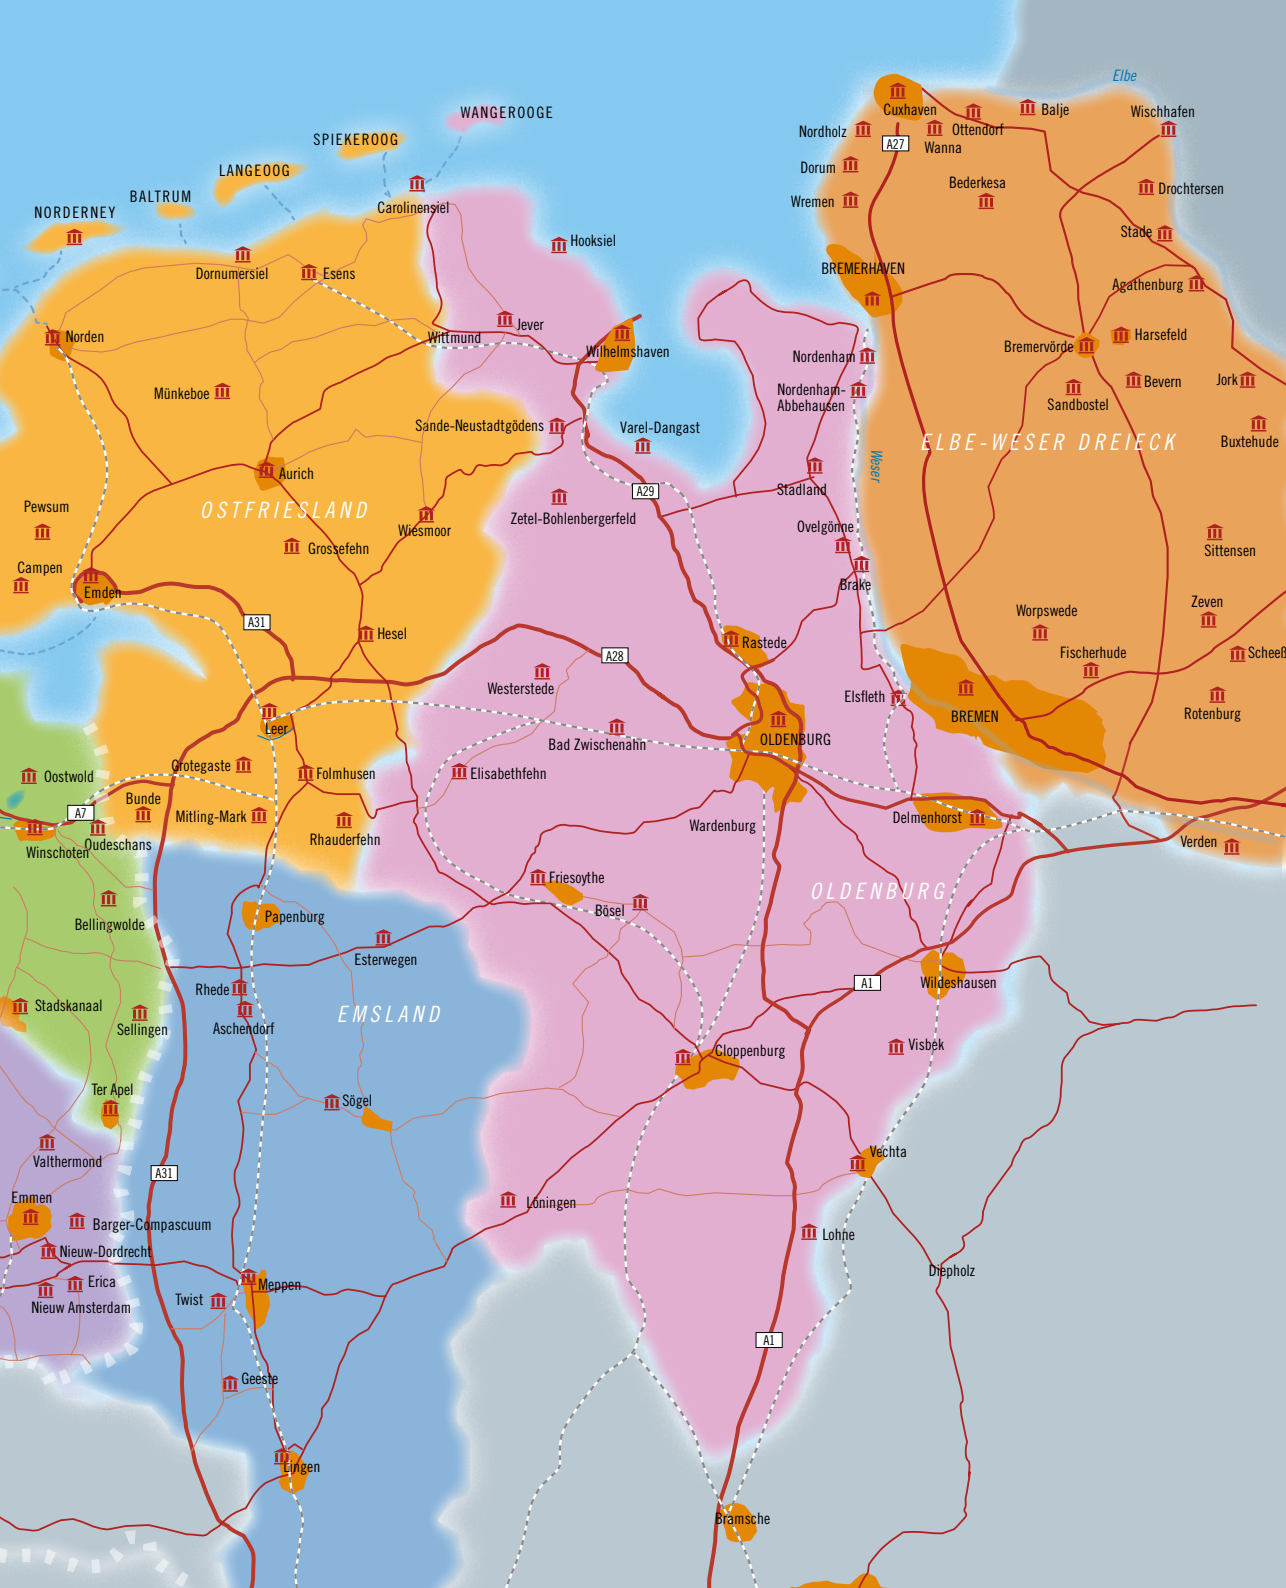 Elbe
WANGEROOGE
Cuxhaven
Balje
Wischhafen
SPIEKEROOG
Nordholz
Ottendorf
A27
Wanna
LANGEOOG
Dorum
Bederkesa
Drochtersen
BALTRUM
Wremen
Carolinensiel
NORDERNEY
Stade
Hooksiel
Dornumersiel
Esens
BREMERHAVEN
Agathenburg
Norden
Jever
Wittmund
Wilhelmshaven
Nordenham
Bremervörde
Harsefeld
Münkeboe
Nordenham-
Abbehausen
Bevern
Jork
Sandbostel
Sande-Neustadtgödens
Varel-Dangast
ELBE-WESER DREIECK
Buxtehude
Weser
Aurich
A29
Stadland
Pewsum
OSTFRIESLAND
Zetel-Bohlenbergerfeld
Wiesmoor
Ovelgönne
Grossefehn
Sittensen
Campen
Emden
Brake
Zeven
Worpswede
A31
Hesel
Rastede
Fischerhude
Scheeß
A28
Westerstede
Elsfleth
Rotenburg
BREMEN
Leer
OLDENBURG
Bad Zwischenahn
Grotegaste
Folmhusen
Elisabethfehn
Oostwold
Bunde
A7
Mitling-Mark
Delmenhorst
Wardenburg
Rhauderfehn
Oudeschans
Winschoten
Verden
Friesoythe
OLDENBURG
Bösel
Papenburg
Bellingwolde
Esterwegen
A1
Wildeshausen
Rhede
Stadskanaal
EMSLAND
Sellingen
Aschendorf
Visbek
Cloppenburg
Ter Apel
Sögel
Vechta
Valthermond
A31
Emmen
Löningen
Barger-Compascuum
Lohne
Nieuw-Dordrecht
Diepholz
Erica
Meppen
Twist
Nieuw Amsterdam
A1
Geeste
Lingen
Bramsche